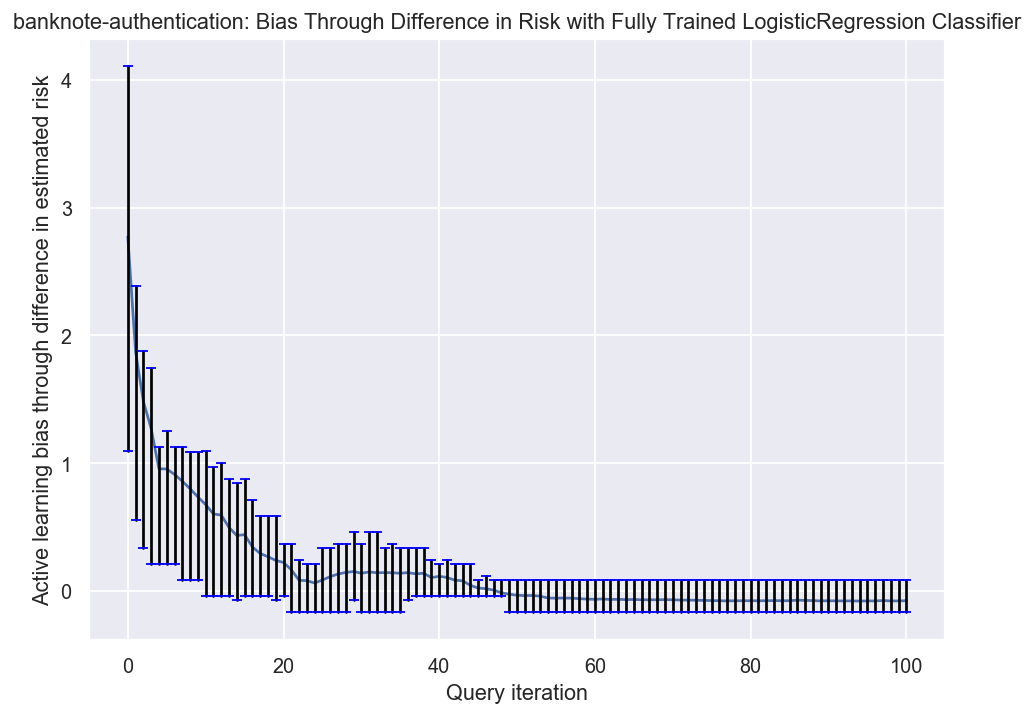 banknote-authentication: Bias Through Difference in Risk with Fully Trained LogisticRegression Classifier
Active learning bias through difference in estimated risk
4
3
2
1
0
0 20 40 60 80 100
Query iteration